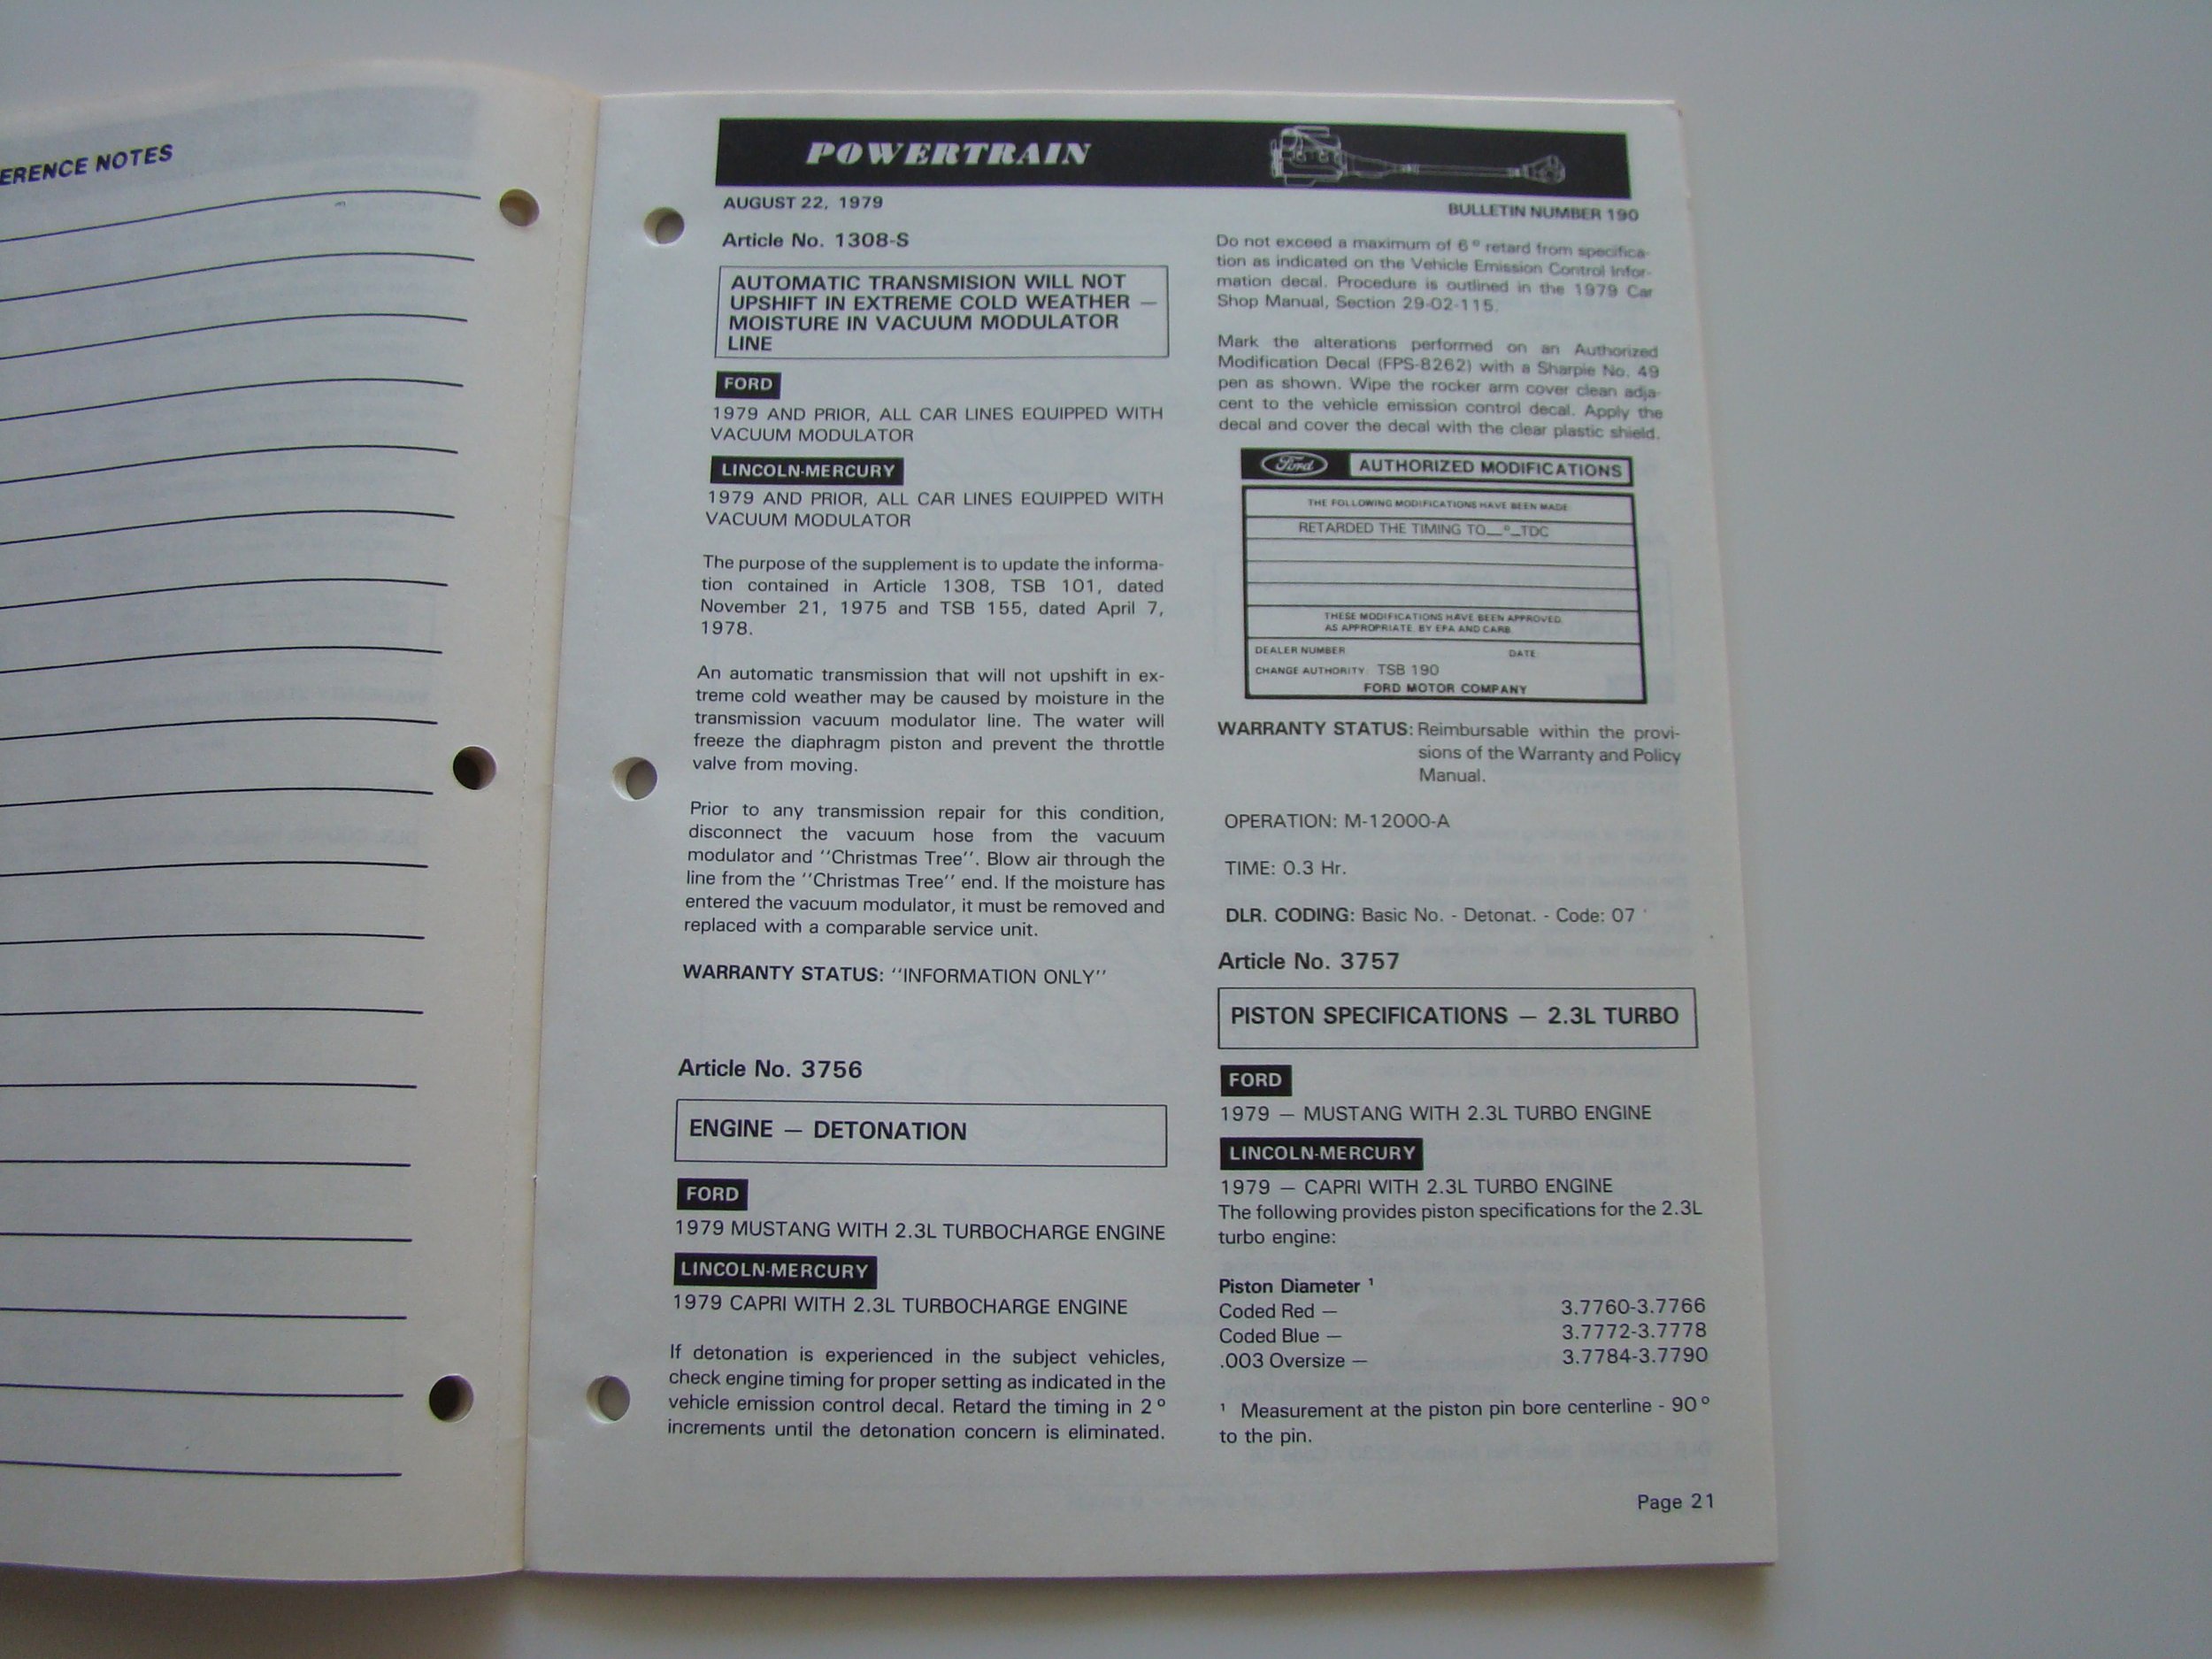 ERENCE NOTES
POWERTRAIN
AUGUST 22, 1979
BULLETIN NUMBER 190
Article No. 1308-S
AUTOMATIC TRANSMISION WILL NOT
UPSHIFT IN EXTREME COLD WEATHER —
MOISTURE IN VACUUM MODULATOR
LINE
FORD
1979 AND PRIOR, ALL CAR LINES EQUIPPED WITH
VACUUM MODULATOR
LINCOLN-MERCURY
1979 AND PRIOR, ALL CAR LINES EQUIPPED WITH
VACUUM MODULATOR
The purpose of the supplement is to update the informa-
tion contained in Article 1308, TSB 101, dated
November 21, 1975 and TSB 155, dated April 7,
1978.
An automatic transmission that will not upshift in ex-
treme cold weather may be caused by moisture in the
transmission vacuum modulator line. The water will
freeze the diaphragm piston and prevent the throttle
valve from moving.
Prior to any transmission repair for this condition,
disconnect the vacuum hose from the vacuum
modulator and ''Christmas Tree''. Blow air through the
line from the ''Christmas Tree'' end. If the moisture has
entered the vacuum modulator, it must be removed and
replaced with a comparable service unit.
WARRANTY STATUS: ''INFORMATION ONLY''
Article No. 3756
ENGINE — DETONATION
FORD
1979 MUSTANG WITH 2.3L TURBOCHARGE ENGINE
LINCOLN-MERCURY
1979 CAPRI WITH 2.3L TURBOCHARGE ENGINE
If detonation is experienced in the subject vehicles,
check engine timing for proper setting as indicated in the
vehicle emission control decal. Retard the timing in 2°
increments until the detonation concern is eliminated.
Do not exceed a maximum of 6° retard from specifica-
tion as indicated on the Vehicle Emission Control Infor-
mation decal. Procedure is outlined in the 1979 Car
Shop Manual, Section 29-02-115.
Mark the alterations performed on an Authorized
Modification Decal (FPS-8262) with a Sharpie No. 49
pen as shown. Wipe the rocker arm cover clean adja-
cent to the vehicle emission control decal. Apply the
decal and cover the decal with the clear plastic shield.
Ford AUTHORIZED MODIFICATIONS
THE FOLLOWING MODIFICATIONS HAVE BEEN MADE
RETARDED THE TIMING TO__°_TDC
THESE MODIFICATIONS HAVE BEEN APPROVED
AS APPROPRIATE BY EPA AND CARB
DEALER NUMBER DATE
CHANGE AUTHORITY TSB 190
FORD MOTOR COMPANY
WARRANTY STATUS: Reimbursable within the provi-
sions of the Warranty and Policy
Manual.
OPERATION: M-12000-A
TIME: 0.3 Hr.
DLR. CODING: Basic No. - Detonat. - Code: 07
Article No. 3757
PISTON SPECIFICATIONS — 2.3L TURBO
FORD
1979 — MUSTANG WITH 2.3L TURBO ENGINE
LINCOLN-MERCURY
1979 — CAPRI WITH 2.3L TURBO ENGINE
The following provides piston specifications for the 2.3L
turbo engine:
Piston Diameter ¹
Coded Red — 3.7760-3.7766
Coded Blue — 3.7772-3.7778
.003 Oversize — 3.7784-3.7790
¹ Measurement at the piston pin bore centerline - 90°
to the pin.
Page 21